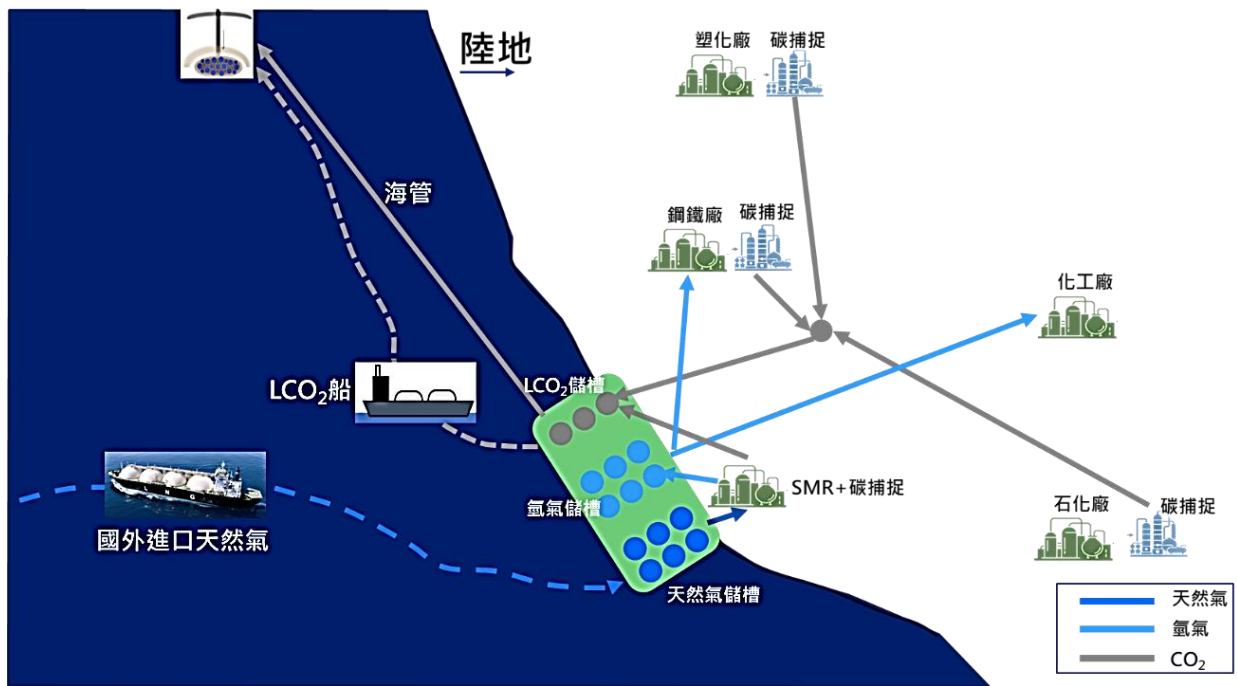 陸地
塑化廠
碳捕捉
海管
鋼鐵廠
碳捕捉
化工廠
LCO₂儲槽
LCO₂船
氫氣儲槽
SMR+碳捕捉
石化廠
碳捕捉
L N G
國外進口天然氣
天然氣儲槽
天然氣
氫氣
CO₂